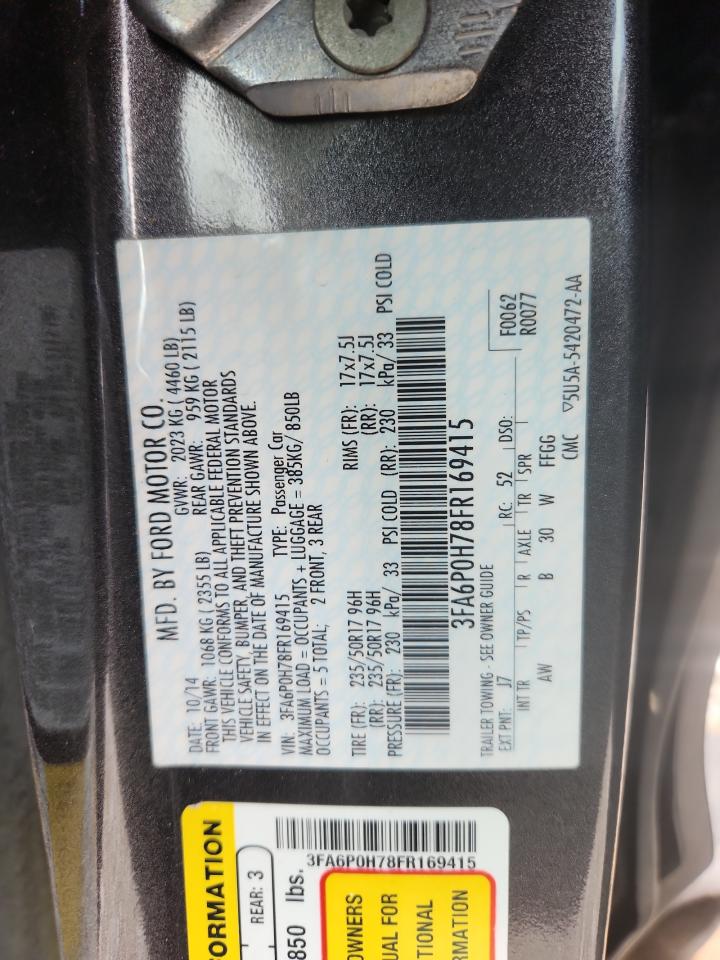 MFD. BY FORD MOTOR CO.
DATE: 10/14 GVWR: 2023 KG ( 4460 LB)
FRONT GAWR: 1068 KG ( 2355 LB) REAR GAWR: 959 KG ( 2115 LB)
THIS VEHICLE CONFORMS TO ALL APPLICABLE FEDERAL MOTOR
VEHICLE SAFETY, BUMPER, AND THEFT PREVENTION STANDARDS
IN EFFECT ON THE DATE OF MANUFACTURE SHOWN ABOVE.
VIN: 3FA6P0H78FR169415 TYPE: Passenger Car
MAXIMUM LOAD = OCCUPANTS + LUGGAGE = 385KG/ 850LB
OCCUPANTS = 5 TOTAL; 2 FRONT, 3 REAR
TIRE (FR): 235/50R17 96H RIMS (FR): 17x7.5J
(RR): 235/50R17 96H (RR): 17x7.5J
PRESSURE (FR): 230 kPa/ 33 PSI COLD (RR): 230 kPa/ 33 PSI COLD
3FA6P0H78FR169415
TRAILER TOWING - SEE OWNER GUIDE
EXT PNT: J7 RC: 52 DSO: F0062
R0077
INT TR TP/PS R AXLE TR SPR
AW B 30 W FFGG
CMC ▽5U5A-5420472-AA
FORMATION
REAR: 3
850 lbs.
3FA6P0H78FR169415
OWNERS
UAL FOR
TIONAL
RMATION